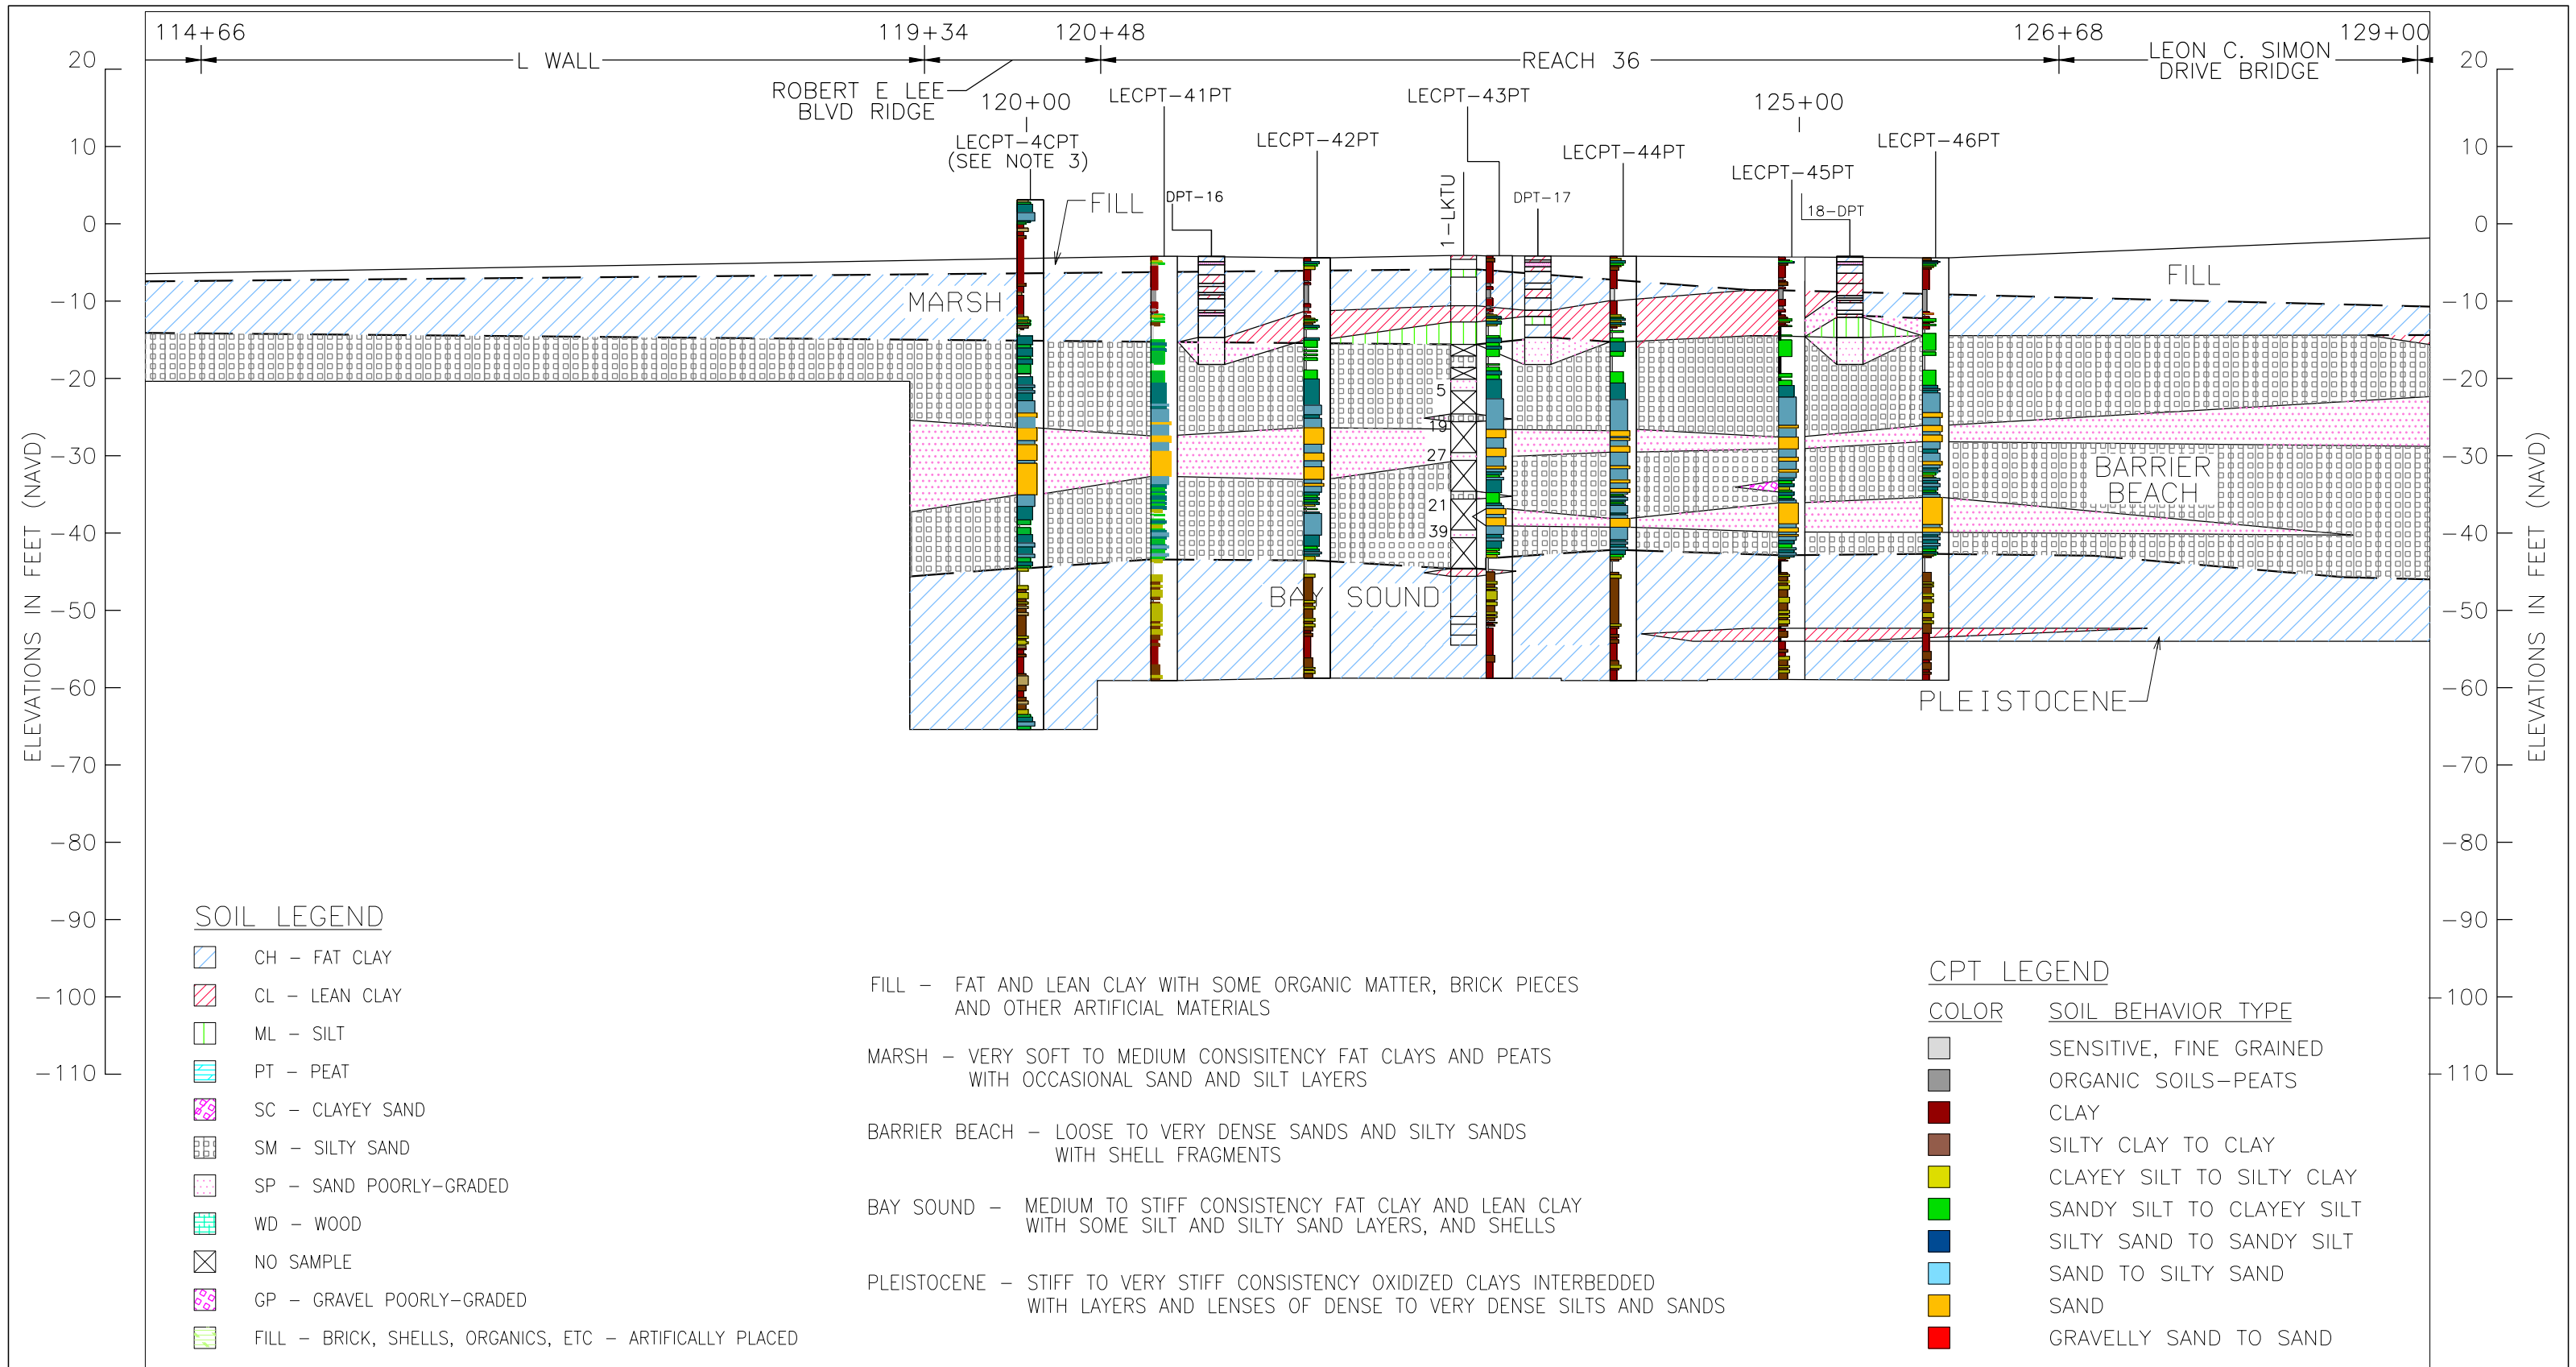 114+66
119+34
120+48
126+68
129+00
L WALL
REACH 36
LEON C. SIMON
DRIVE BRIDGE
ROBERT E LEE
BLVD RIDGE
120+00
125+00
LECPT-4CPT
(SEE NOTE 3)
LECPT-41PT
LECPT-42PT
LECPT-43PT
LECPT-44PT
LECPT-45PT
LECPT-46PT
DPT-16
1-LKTU
DPT-17
18-DPT
FILL
FILL
MARSH
5
19
27
21
39
BARRIER
BEACH
BAY SOUND
PLEISTOCENE
ELEVATIONS IN FEET (NAVD)
20
10
0
-10
-20
-30
-40
-50
-60
-70
-80
-90
-100
-110
ELEVATIONS IN FEET (NAVD)
20
10
0
-10
-20
-30
-40
-50
-60
-70
-80
-90
-100
-110
SOIL LEGEND
CH - FAT CLAY
CL - LEAN CLAY
ML - SILT
PT - PEAT
SC - CLAYEY SAND
SM - SILTY SAND
SP - SAND POORLY-GRADED
WD - WOOD
NO SAMPLE
GP - GRAVEL POORLY-GRADED
FILL - BRICK, SHELLS, ORGANICS, ETC - ARTIFICALLY PLACED
FILL - FAT AND LEAN CLAY WITH SOME ORGANIC MATTER, BRICK PIECES
AND OTHER ARTIFICIAL MATERIALS
MARSH - VERY SOFT TO MEDIUM CONSISITENCY FAT CLAYS AND PEATS
WITH OCCASIONAL SAND AND SILT LAYERS
BARRIER BEACH - LOOSE TO VERY DENSE SANDS AND SILTY SANDS
WITH SHELL FRAGMENTS
BAY SOUND - MEDIUM TO STIFF CONSISTENCY FAT CLAY AND LEAN CLAY
WITH SOME SILT AND SILTY SAND LAYERS, AND SHELLS
PLEISTOCENE - STIFF TO VERY STIFF CONSISTENCY OXIDIZED CLAYS INTERBEDDED
WITH LAYERS AND LENSES OF DENSE TO VERY DENSE SILTS AND SANDS
CPT LEGEND
COLOR SOIL BEHAVIOR TYPE
SENSITIVE, FINE GRAINED
ORGANIC SOILS-PEATS
CLAY
SILTY CLAY TO CLAY
CLAYEY SILT TO SILTY CLAY
SANDY SILT TO CLAYEY SILT
SILTY SAND TO SANDY SILT
SAND TO SILTY SAND
SAND
GRAVELLY SAND TO SAND